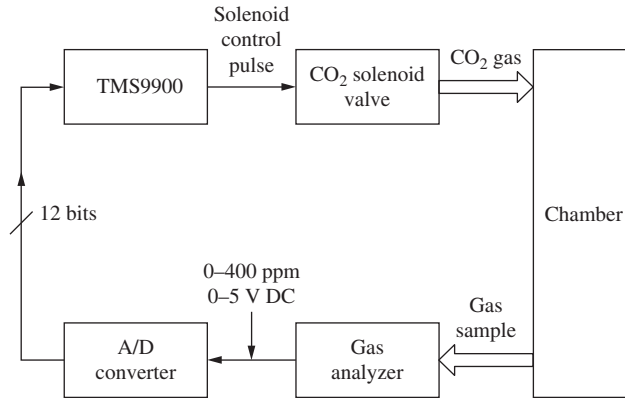 Solenoid
control
pulse
TMS9900
CO₂ solenoid
valve
CO₂ gas
12 bits
Chamber
0–400 ppm
0–5 V DC
Gas
sample
A/D
converter
Gas
analyzer